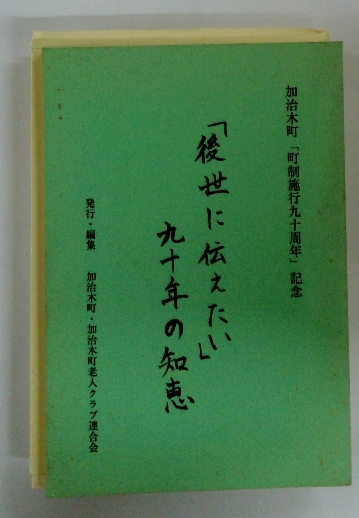 加治木町「町制施行九十周年」記念
「後世に伝えたい」
九十年の知恵
発行・編集　加治木町・加治木町老人クラブ連合会